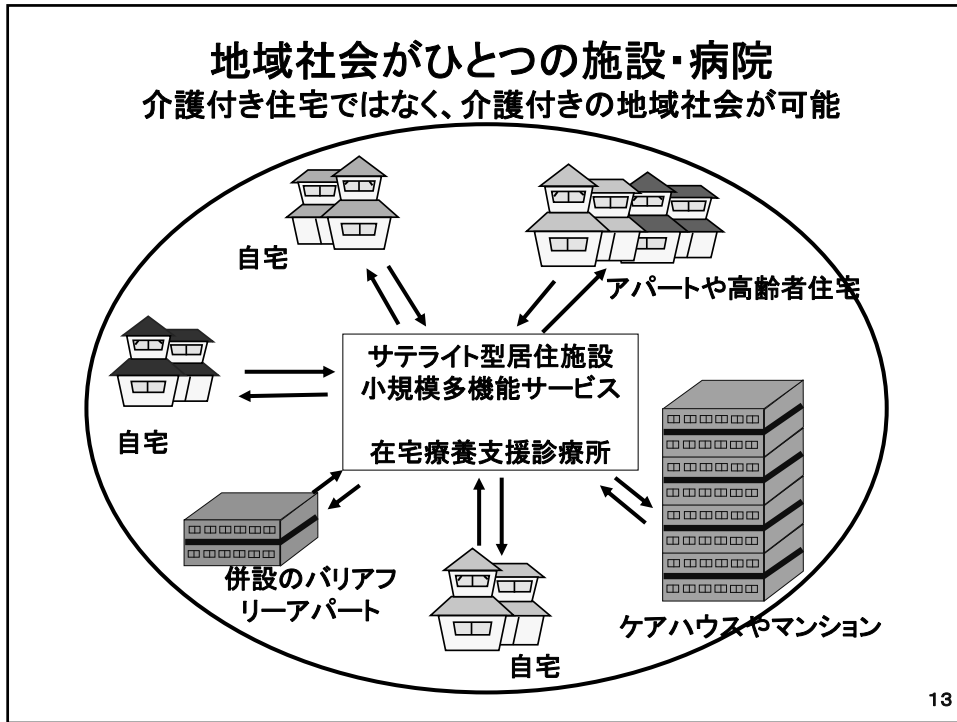 地域社会がひとつの施設・病院
介護付き住宅ではなく、介護付きの地域社会が可能
自宅
アパートや高齢者住宅
サテライト型居住施設
小規模多機能サービス
在宅療養支援診療所
自宅
併設のバリアフ
リーアパート
自宅
ケアハウスやマンション
13